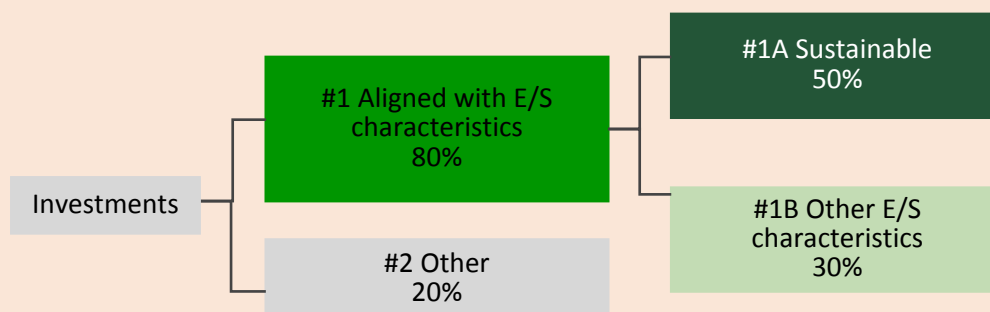 Investments
#1 Aligned with E/S
characteristics
80%
#2 Other
20%
#1A Sustainable
50%
#1B Other E/S
characteristics
30%